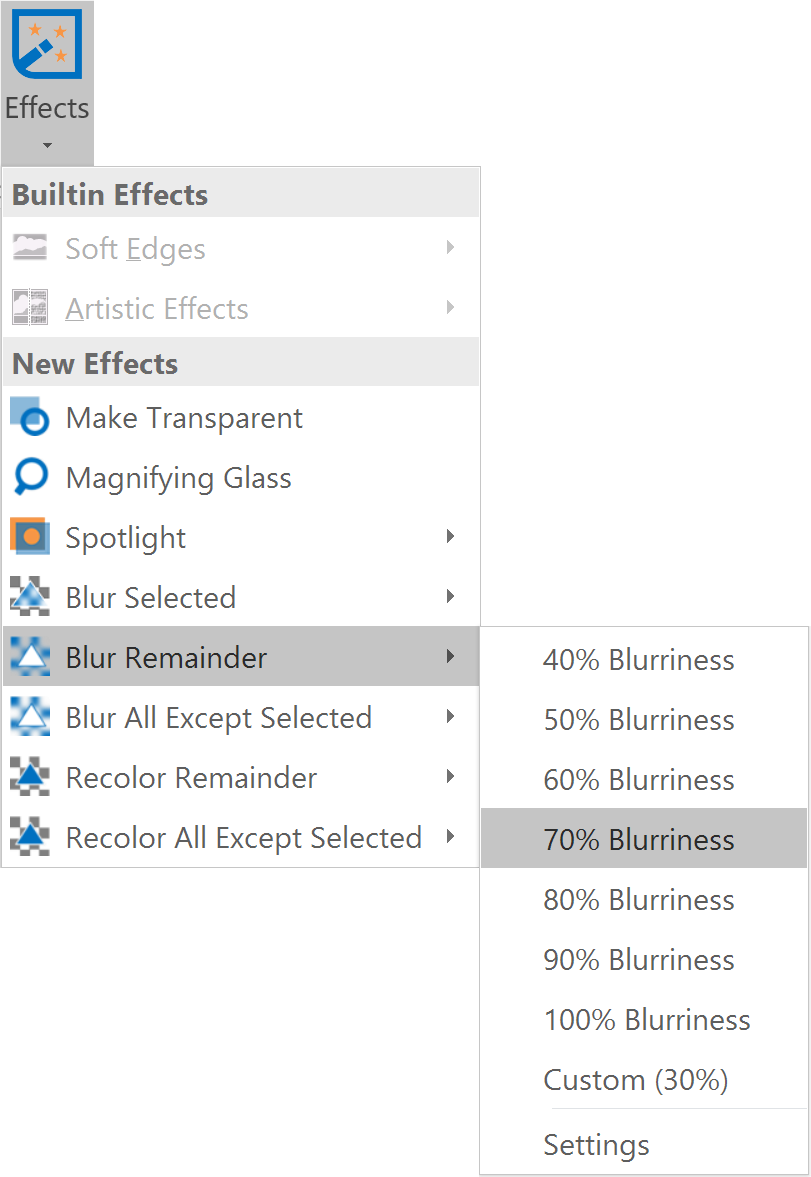 Effects
Builtin Effects
Soft Edges
Artistic Effects
New Effects
Make Transparent
Magnifying Glass
Spotlight
Blur Selected
Blur Remainder
Blur All Except Selected
Recolor Remainder
Recolor All Except Selected
40% Blurriness
50% Blurriness
60% Blurriness
70% Blurriness
80% Blurriness
90% Blurriness
100% Blurriness
Custom (30%)
Settings